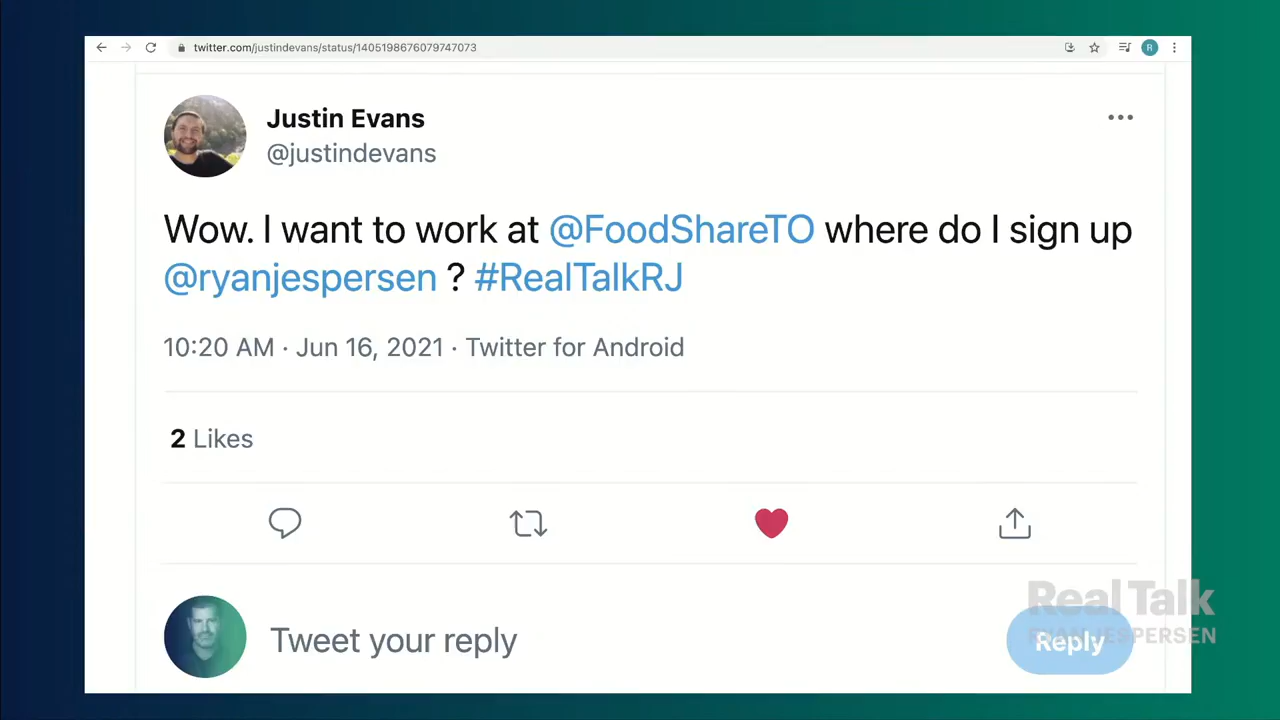 twitter.com/justindevans/status/1405198676079747073
R
Justin Evans
@justindevans
Wow. I want to work at @FoodShareTO where do I sign up
@ryanjespersen ? #RealTalkRJ
10:20 AM · Jun 16, 2021 · Twitter for Android
2 Likes
Tweet your reply
Reply
Real Talk
RYAN JESPERSEN